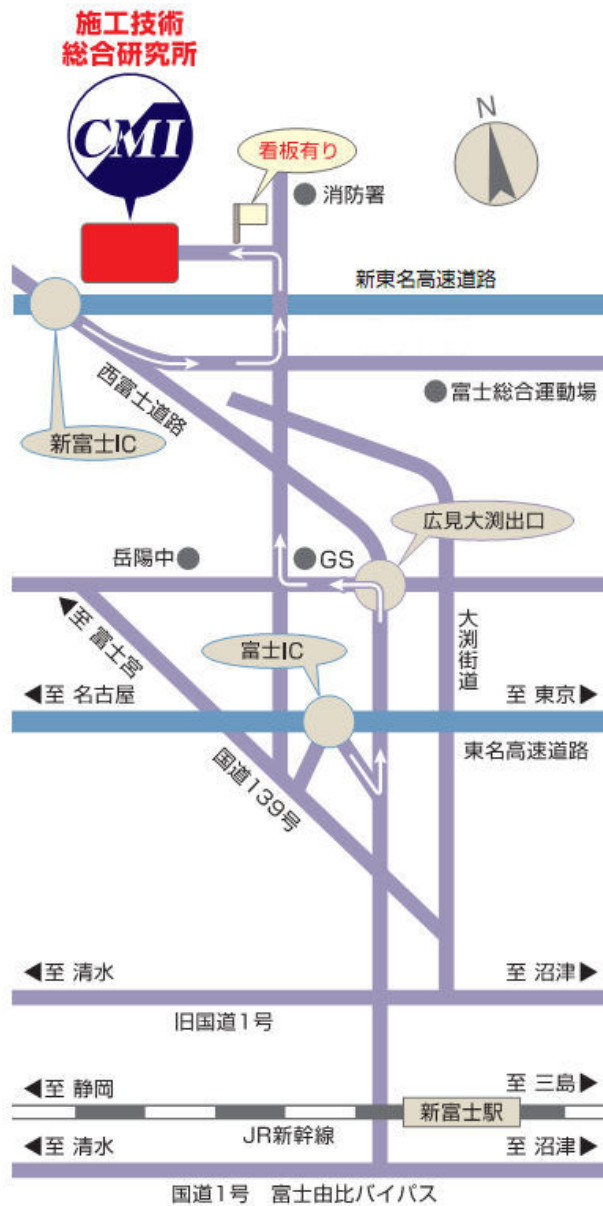 施工技術
総合研究所
CMI
看板有り
N
消防署
新東名高速道路
西富士道路
富士総合運動場
新富士IC
広見大渕出口
岳陽中
GS
◀至 富士宮
富士IC
大渕街道
◀至 名古屋
至 東京▶
東名高速道路
国道139号
◀至 清水
至 沼津▶
旧国道1号
◀至 静岡
至 三島▶
新富士駅
JR新幹線
◀至 清水
至 沼津▶
国道1号 富士由比バイパス